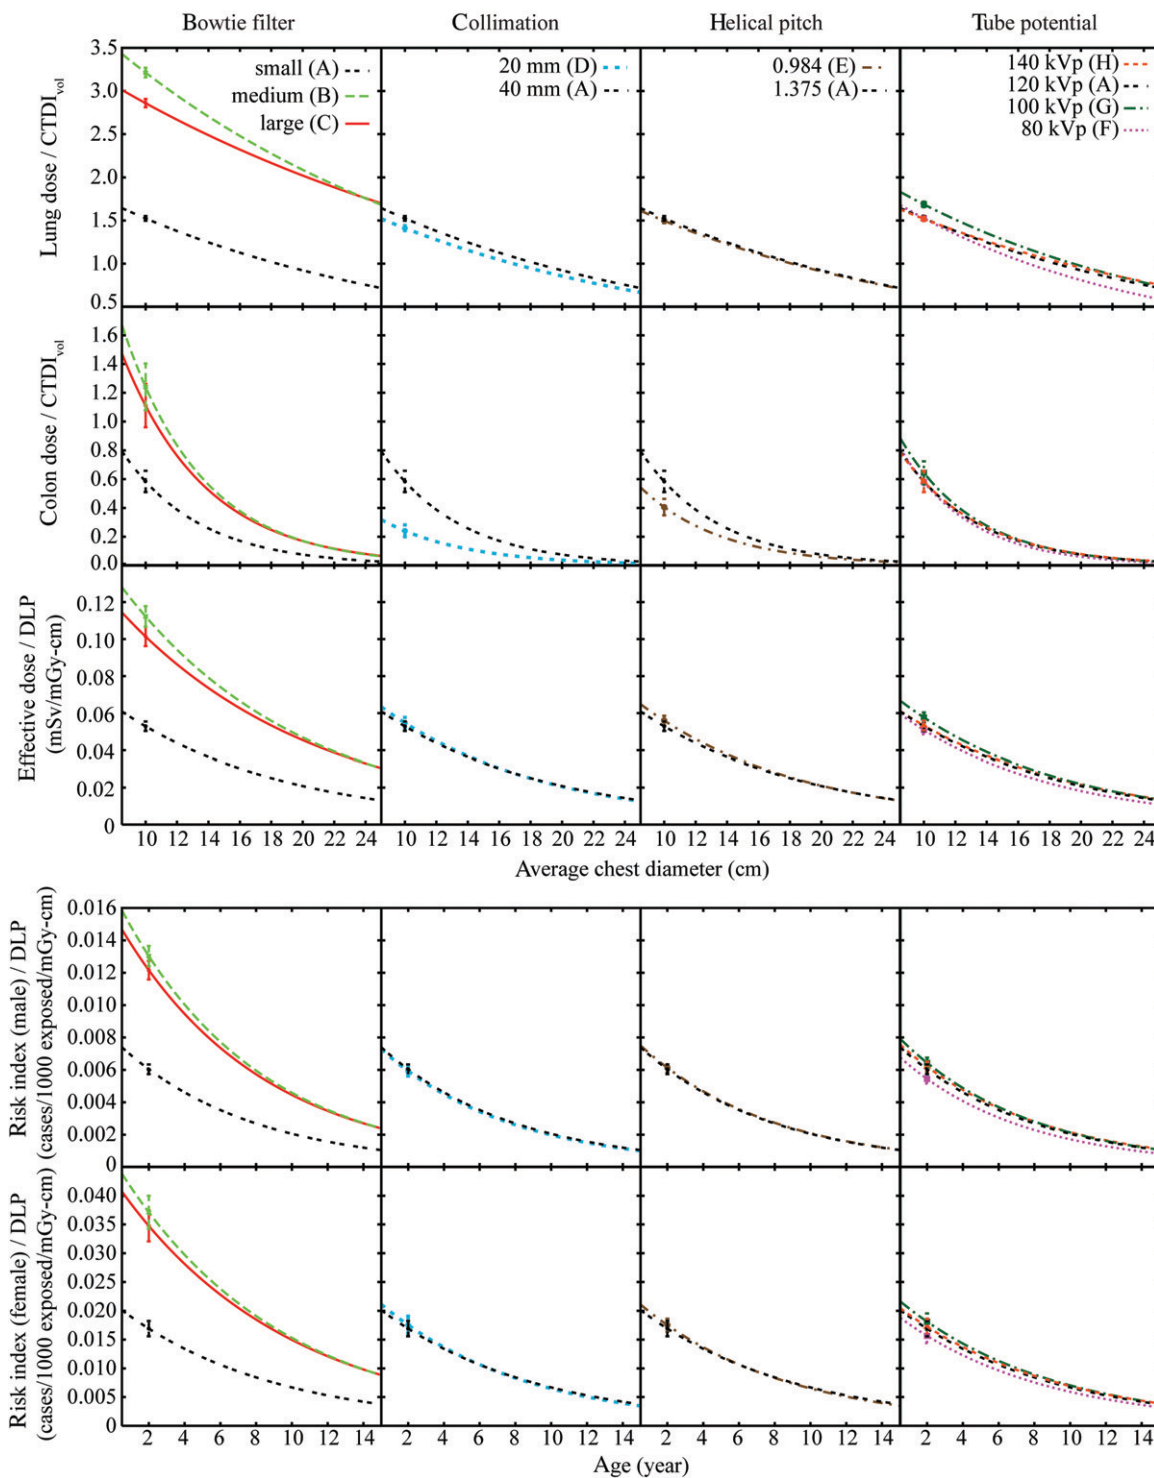 Bowtie filter Collimation Helical pitch Tube potential
Lung dose / CTDIvol
3.5
3.0
2.5
2.0
1.5
1.0
0.5
small (A)
medium (B)
large (C)
20 mm (D)
40 mm (A)
0.984 (E)
1.375 (A)
140 kVp (H)
120 kVp (A)
100 kVp (G)
80 kVp (F)
Colon dose / CTDIvol
1.6
1.4
1.2
1.0
0.8
0.6
0.4
0.2
0.0
Effective dose / DLP
(mSv/mGy-cm)
0.12
0.10
0.08
0.06
0.04
0.02
0
10 12 14 16 18 20 22 24 10 12 14 16 18 20 22 24 10 12 14 16 18 20 22 24 10 12 14 16 18 20 22 24
Average chest diameter (cm)
Risk index (male) / DLP
(cases/1000 exposed/mGy-cm)
0.016
0.014
0.012
0.010
0.008
0.006
0.004
0.002
0
Risk index (female) / DLP
(cases/1000 exposed/mGy-cm)
0.040
0.035
0.030
0.025
0.020
0.015
0.010
0.005
0
2 4 6 8 10 12 14 2 4 6 8 10 12 14 2 4 6 8 10 12 14 2 4 6 8 10 12 14
Age (year)